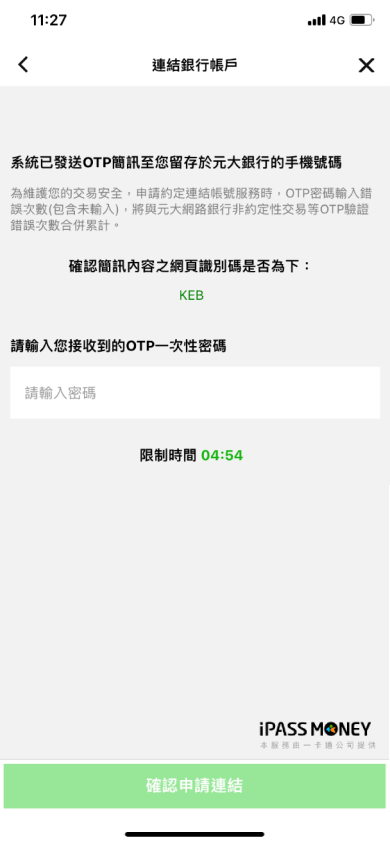 11:27
4G
連結銀行帳戶
系統已發送OTP簡訊至您留存於元大銀行的手機號碼
為維護您的交易安全，申請約定連結帳號服務時，OTP密碼輸入錯
誤次數(包含未輸入)，將與元大網路銀行非約定性交易等OTP驗證
錯誤次數合併累計。
確認簡訊內容之網頁識別碼是否為下：
KEB
請輸入您接收到的OTP一次性密碼
請輸入密碼
限制時間 04:54
iPASS MONEY
本服務由一卡通公司提供
確認申請連結